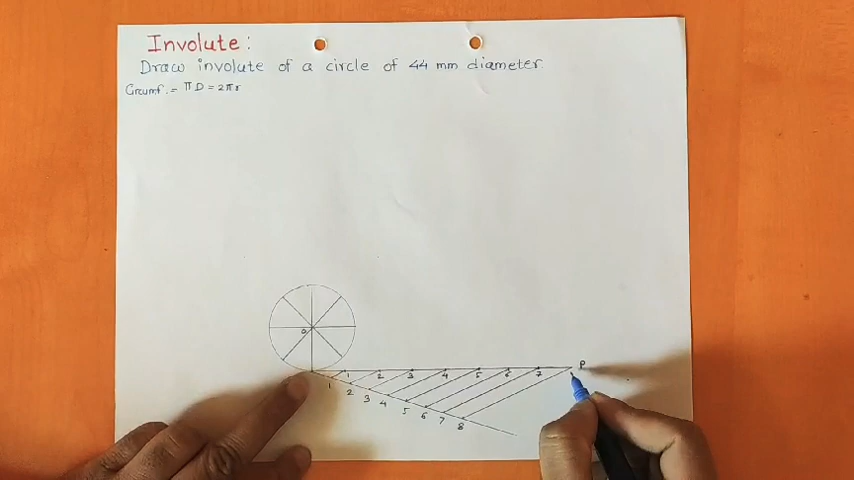 Involute:
Draw involute of a circle of 44 mm diameter.
Circumf. = πD = 2πr
O
P
1 2 3 4 5 6 7
1 2 3 4 5 6 7 8